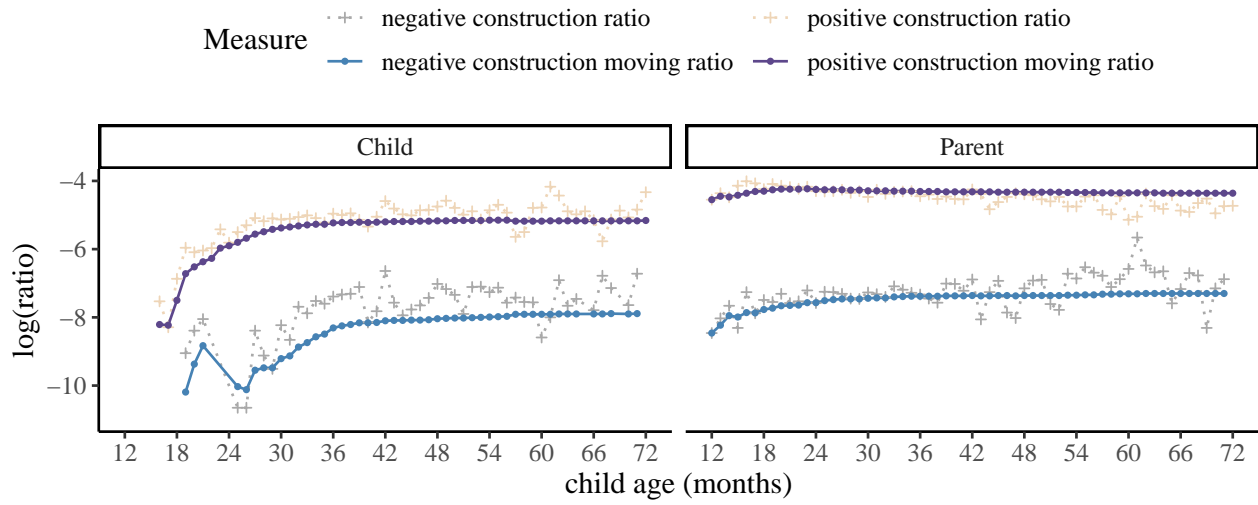 Measure
negative construction ratio
positive construction ratio
negative construction moving ratio
positive construction moving ratio
Child
Parent
log(ratio)
−4
−6
−8
−10
12 18 24 30 36 42 48 54 60 66 72
12 18 24 30 36 42 48 54 60 66 72
child age (months)